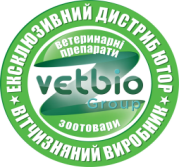 ЕКСКЛЮЗИВНИЙ ДИСТРИБ'ЮТОР
ветеринарні
препарати
vetbio
Group
зоотовари
ВІТЧИЗНЯНИЙ ВИРОБНИК